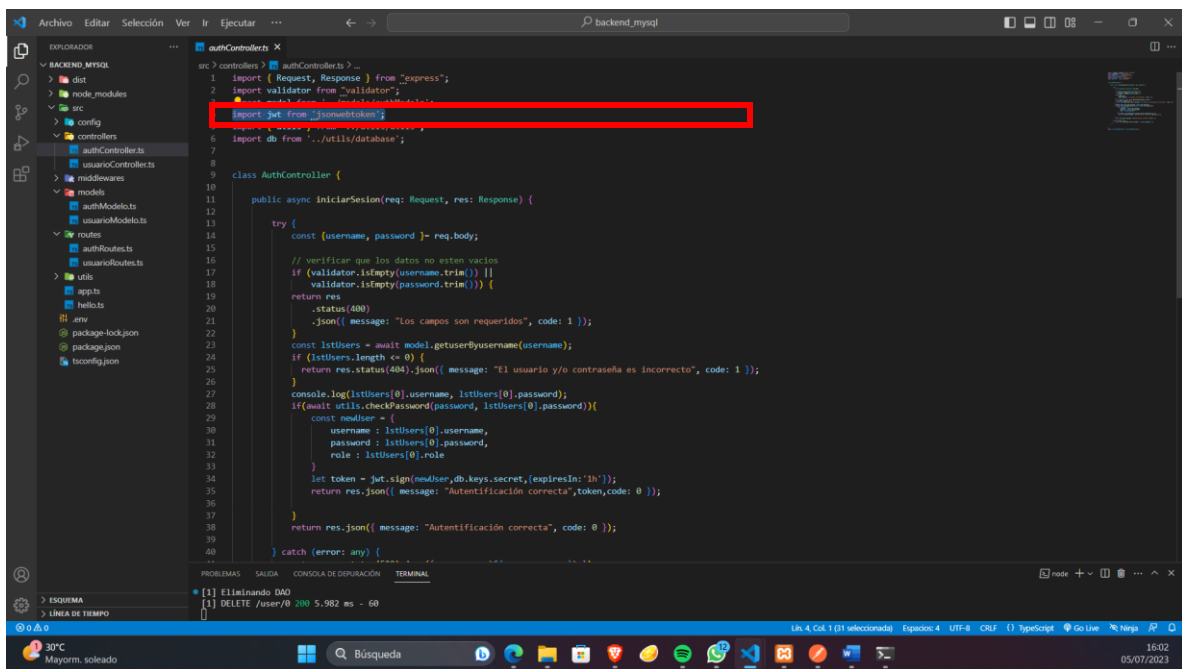 Archivo Editar Selección Ver Ir Ejecutar ··· backend_mysql
EXPLORADOR ···
BACKEND_MYSQL
dist
node_modules
src
config
controllers
authController.ts
usuarioController.ts
middlewares
models
authModelo.ts
usuarioModelo.ts
routes
authRoutes.ts
usuarioRoutes.ts
utils
app.ts
hello.ts
.env
package-lock.json
package.json
tsconfig.json
ESQUEMA
LÍNEA DE TIEMPO
authController.ts
src > controllers > authController.ts > ...
1 import { Request, Response } from "express";
2 import validator from "validator";
import jwt from 'jsonwebtoken';
6 import db from '../utils/database';
7
8
9 class AuthController {
10
11 public async iniciarSesion(req: Request, res: Response) {
12
13 try {
14 const {username, password }= req.body;
15
16 // verificar que los datos no esten vacios
17 if (validator.isEmpty(username.trim()) ||
18 validator.isEmpty(password.trim())) {
19 return res
20 .status(400)
21 .json({ message: "Los campos son requeridos", code: 1 });
22 }
23 const lstUsers = await model.getuserByusername(username);
24 if (lstUsers.length <= 0) {
25 return res.status(404).json({ message: "El usuario y/o contraseña es incorrecto", code: 1 });
26 }
27 console.log(lstUsers[0].username, lstUsers[0].password);
28 if(await utils.checkPassword(password, lstUsers[0].password)){
29 const newUser = {
30 username : lstUsers[0].username,
31 password : lstUsers[0].password,
32 role : lstUsers[0].role
33 }
34 let token = jwt.sign(newUser,db.keys.secret,{expiresIn:'1h'});
35 return res.json({ message: "Autentificación correcta",token,code: 0 });
36
37 }
38 return res.json({ message: "Autentificación correcta", code: 0 });
39
40 } catch (error: any) {
PROBLEMAS SALIDA CONSOLA DE DEPURACIÓN TERMINAL node
[1] Eliminando DAO
[1] DELETE /user/0 200 5.982 ms - 60
0 0 Lín. 4, Col. 1 (31 seleccionada) Espacios: 4 UTF-8 CRLF {} TypeScript Go Live Ninja
1 30°C
Mayorm. soleado
Búsqueda
16:02
05/07/2023